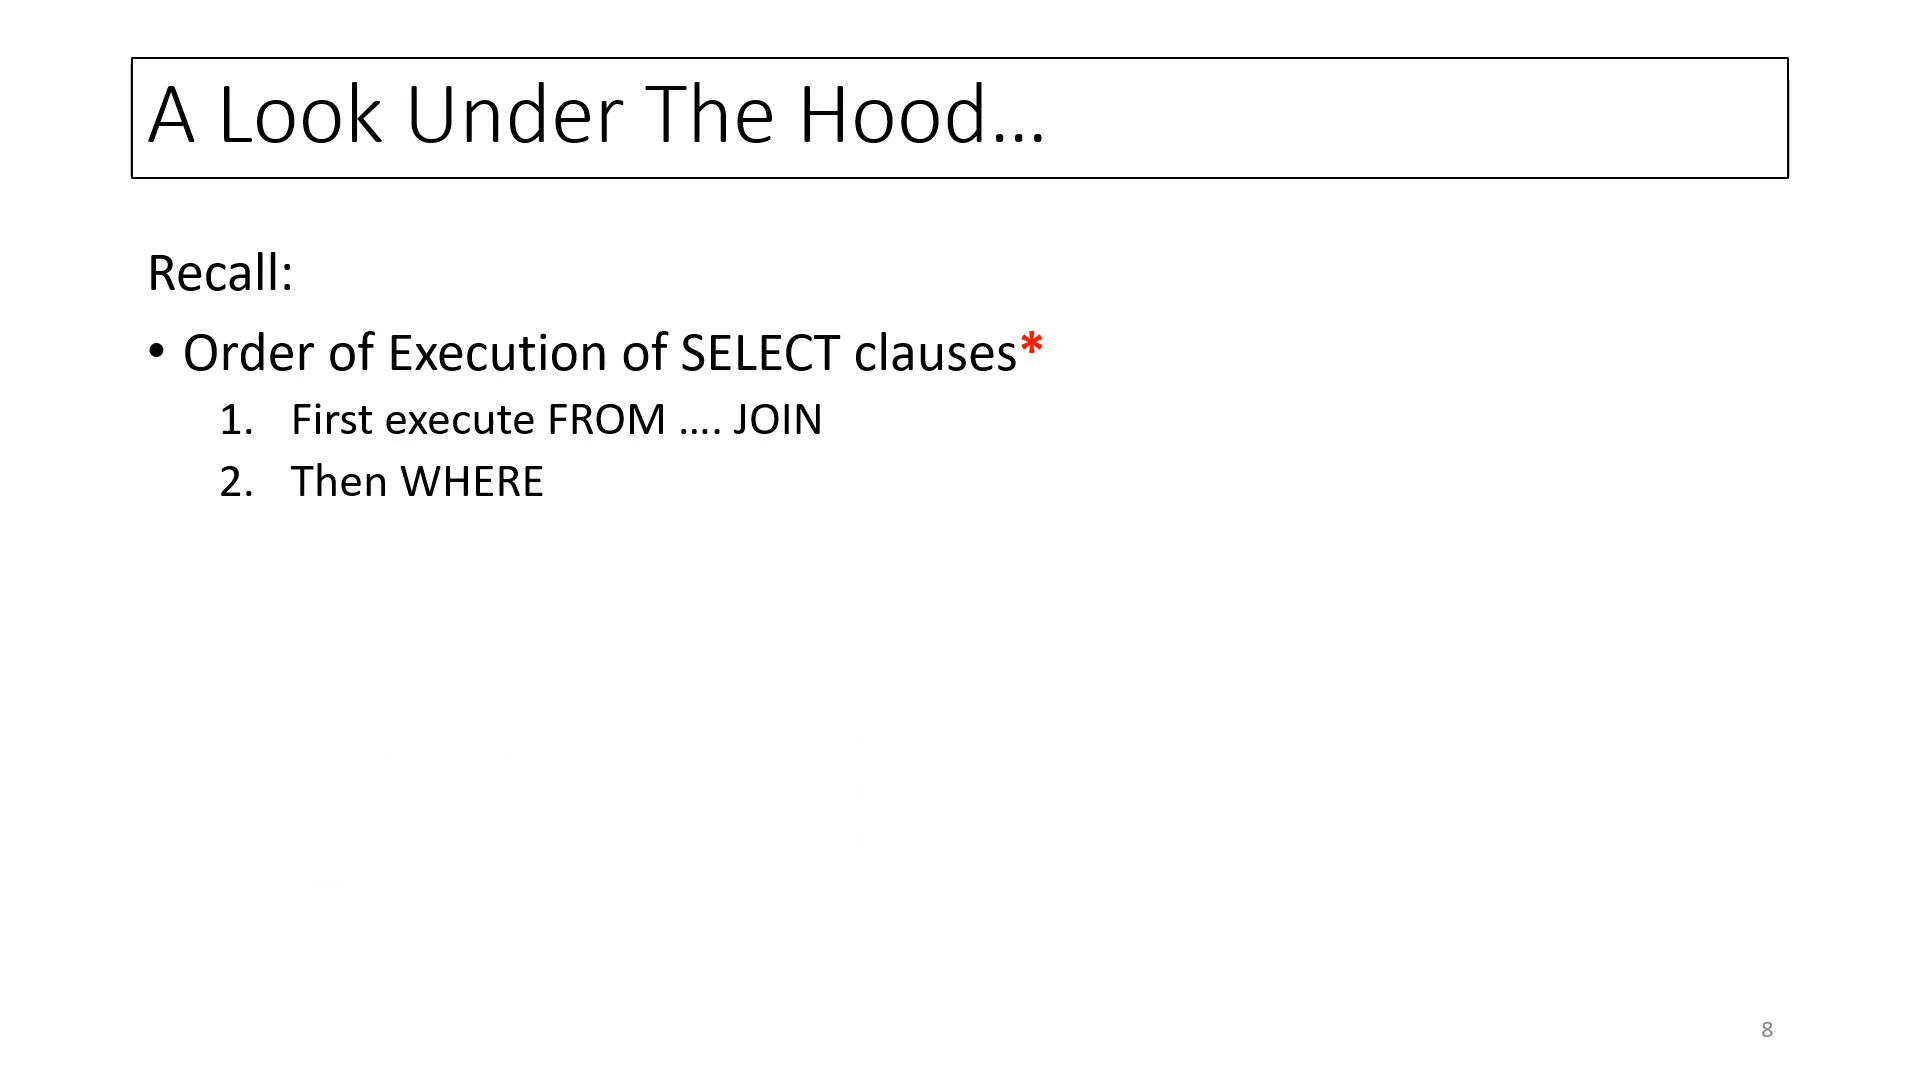 A Look Under The Hood...
Recall:
• Order of Execution of SELECT clauses*
1. First execute FROM .... JOIN
2. Then WHERE
8